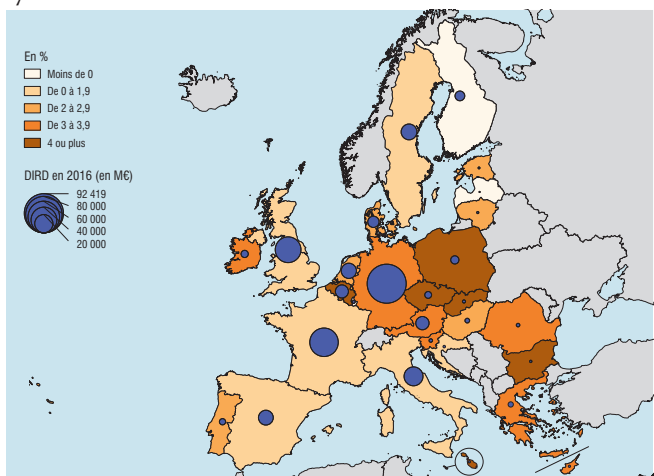 En %
Moins de 0
De 0 à 1,9
De 2 à 2,9
De 3 à 3,9
4 ou plus
DIRD en 2016 (en M€)
92 419
80 000
60 000
40 000
20 000